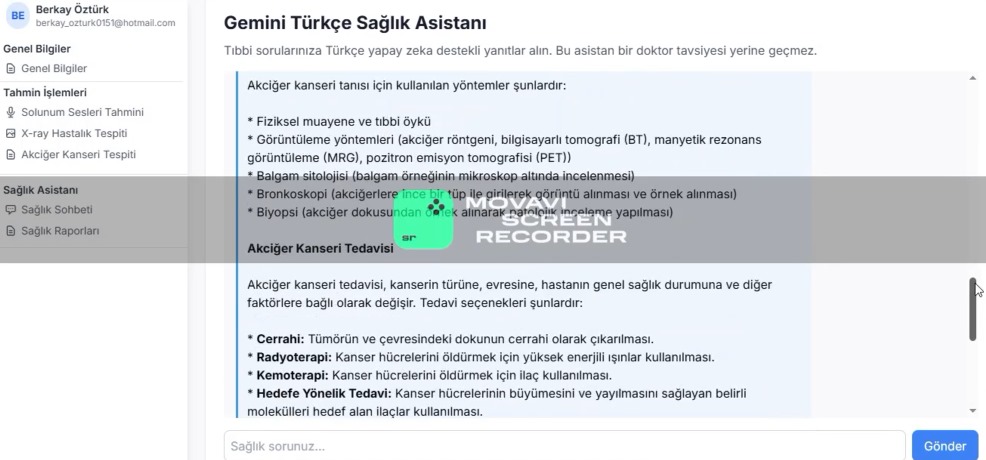 BE
Berkay Öztürk
berkay_ozturk0151@hotmail.com
Genel Bilgiler
Genel Bilgiler
Tahmin İşlemleri
Solunum Sesleri Tahmini
X-ray Hastalık Tespiti
Akciğer Kanseri Tespiti
Sağlık Asistanı
Sağlık Sohbeti
Sağlık Raporları
Gemini Türkçe Sağlık Asistanı
Tıbbi sorularınıza Türkçe yapay zeka destekli yanıtlar alın. Bu asistan bir doktor tavsiyesi yerine geçmez.
Akciğer kanseri tanısı için kullanılan yöntemler şunlardır:
* Fiziksel muayene ve tıbbi öykü
* Görüntüleme yöntemleri (akciğer röntgeni, bilgisayarlı tomografi (BT), manyetik rezonans
görüntüleme (MRG), pozitron emisyon tomografisi (PET))
* Balgam sitolojisi (balgam örneğinin mikroskop altında incelenmesi)
* Bronkoskopi (akciğerlere ince bir tüp ile girilerek görüntü alınması ve örnek alınması)
* Biyopsi (akciğer dokusundan örnek alınarak patolojik inceleme yapılması)
sr
MOVAVI
SCREEN
RECORDER
Akciğer Kanseri Tedavisi
Akciğer kanseri tedavisi, kanserin türüne, evresine, hastanın genel sağlık durumuna ve diğer
faktörlere bağlı olarak değişir. Tedavi seçenekleri şunlardır:
* Cerrahi: Tümörün ve çevresindeki dokunun cerrahi olarak çıkarılması.
* Radyoterapi: Kanser hücrelerini öldürmek için yüksek enerjili ışınlar kullanılması.
* Kemoterapi: Kanser hücrelerini öldürmek için ilaç kullanılması.
* Hedefe Yönelik Tedavi: Kanser hücrelerinin büyümesini ve yayılmasını sağlayan belirli
molekülleri hedef alan ilaçlar kullanılması.
Sağlık sorunuz...
Gönder